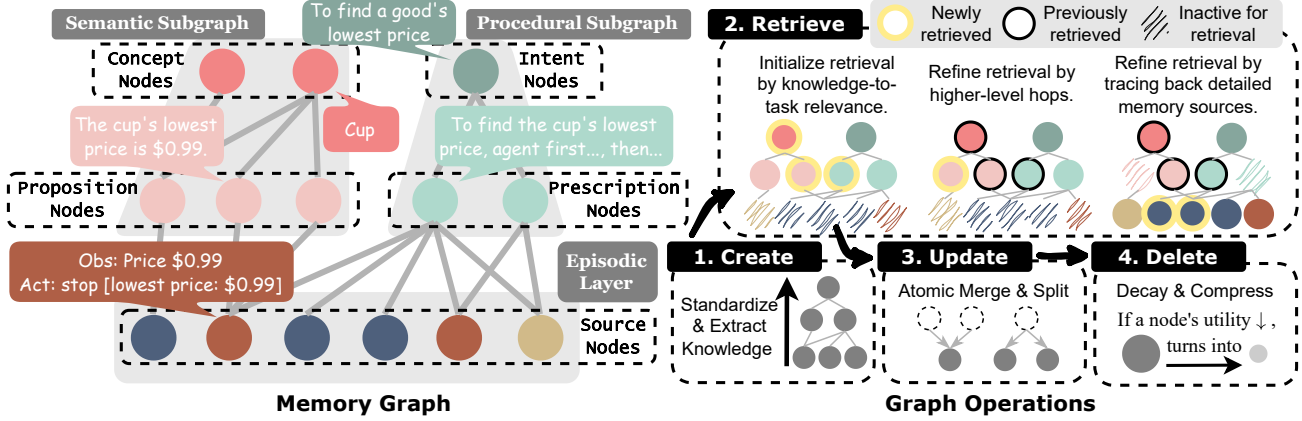 Semantic Subgraph
To find a good's
lowest price
Procedural Subgraph
Concept
Nodes
Intent
Nodes
The cup's lowest
price is $0.99.
Cup
To find the cup's lowest
price, agent first..., then...
Proposition
Nodes
Prescription
Nodes
Obs: Price $0.99
Act: stop [lowest price: $0.99]
Episodic
Layer
Source
Nodes
Memory Graph
2. Retrieve
Newly
retrieved
Previously
retrieved
Inactive for
retrieval
Initialize retrieval
by knowledge-to-
task relevance.
Refine retrieval by
higher-level hops.
Refine retrieval by
tracing back detailed
memory sources.
1. Create
Standardize
& Extract
Knowledge
3. Update
Atomic Merge & Split
4. Delete
Decay & Compress
If a node's utility ↓,
turns into
Graph Operations